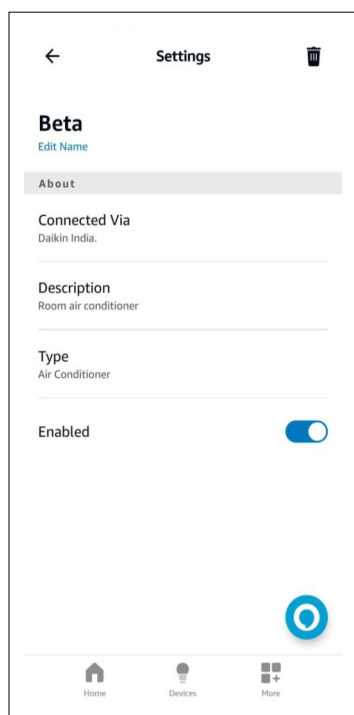 Settings
Beta
Edit Name
About
Connected Via
Daikin India.
Description
Room air conditioner
Type
Air Conditioner
Enabled
Home
Devices
More